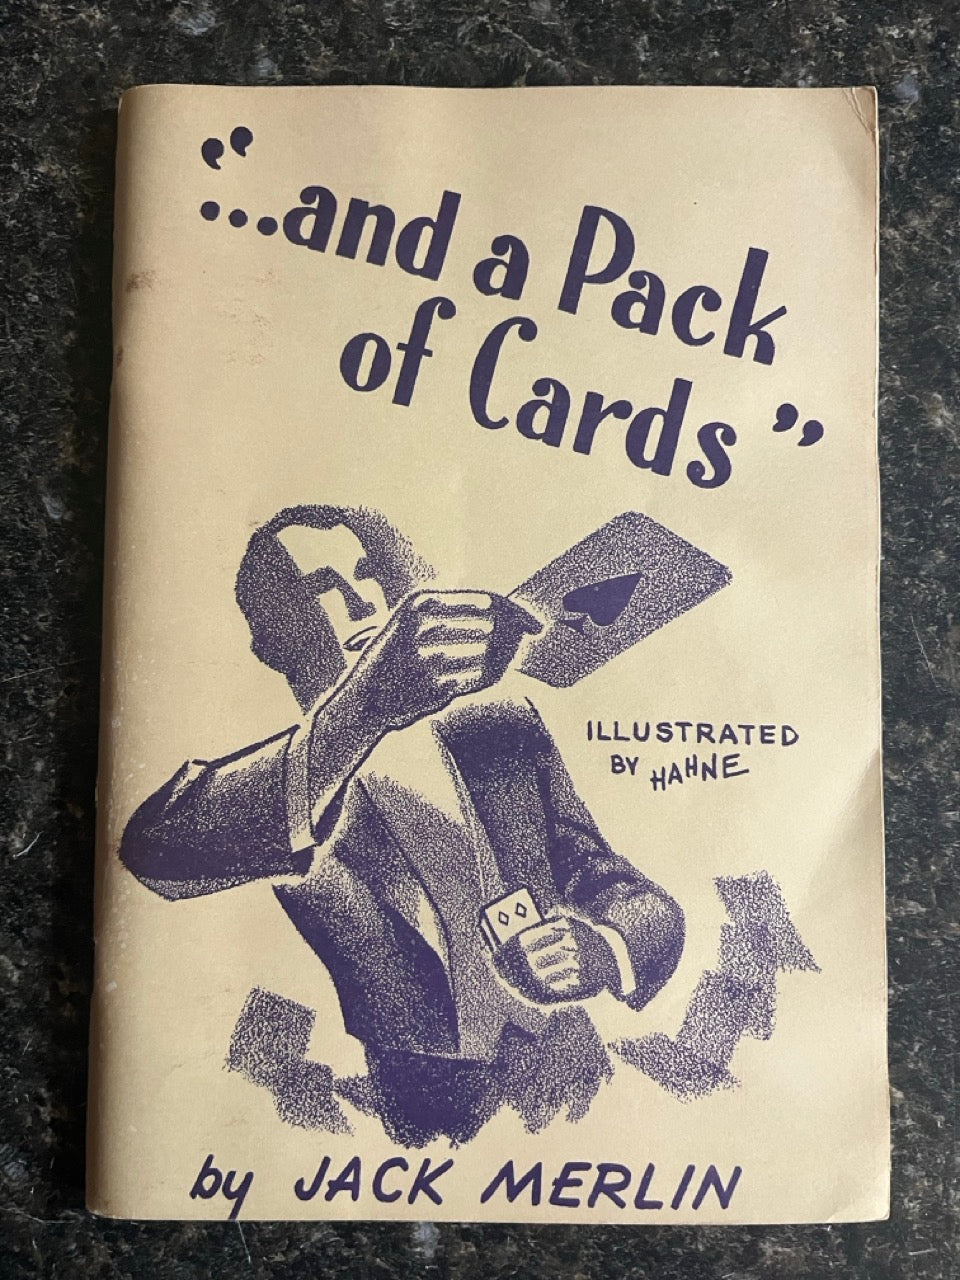 “...and a Pack
of Cards”
ILLUSTRATED
BY HAHNE
by JACK MERLIN